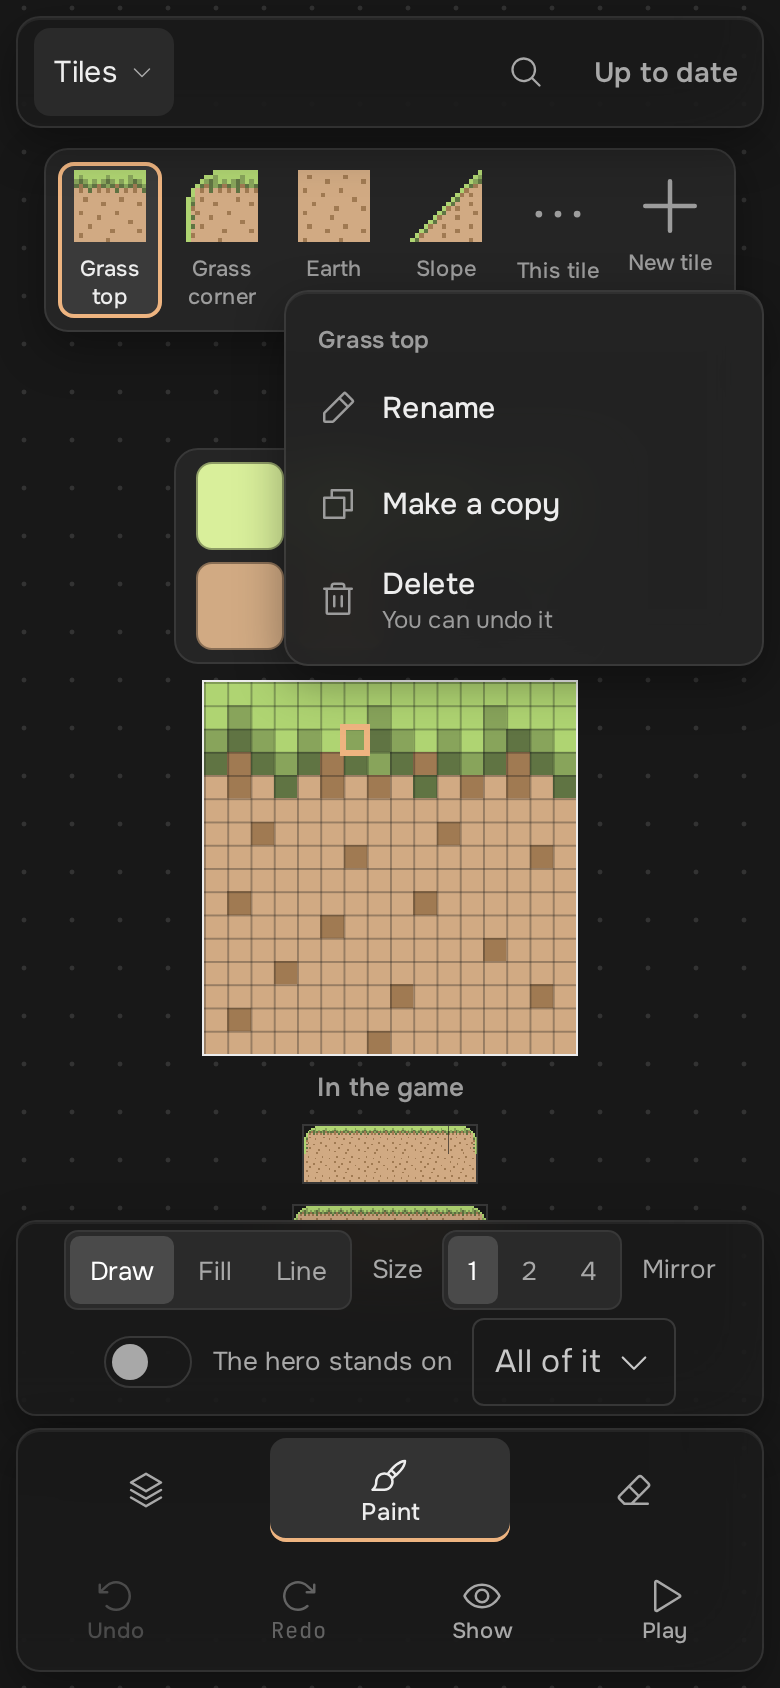 Tiles
Up to date
Grass
top
Grass
corner
Earth
Slope
This tile
New tile
Grass top
Rename
Make a copy
Delete
You can undo it
In the game
Draw
Fill
Line
Size
1
2
4
Mirror
The hero stands on
All of it
Paint
Undo
Redo
Show
Play